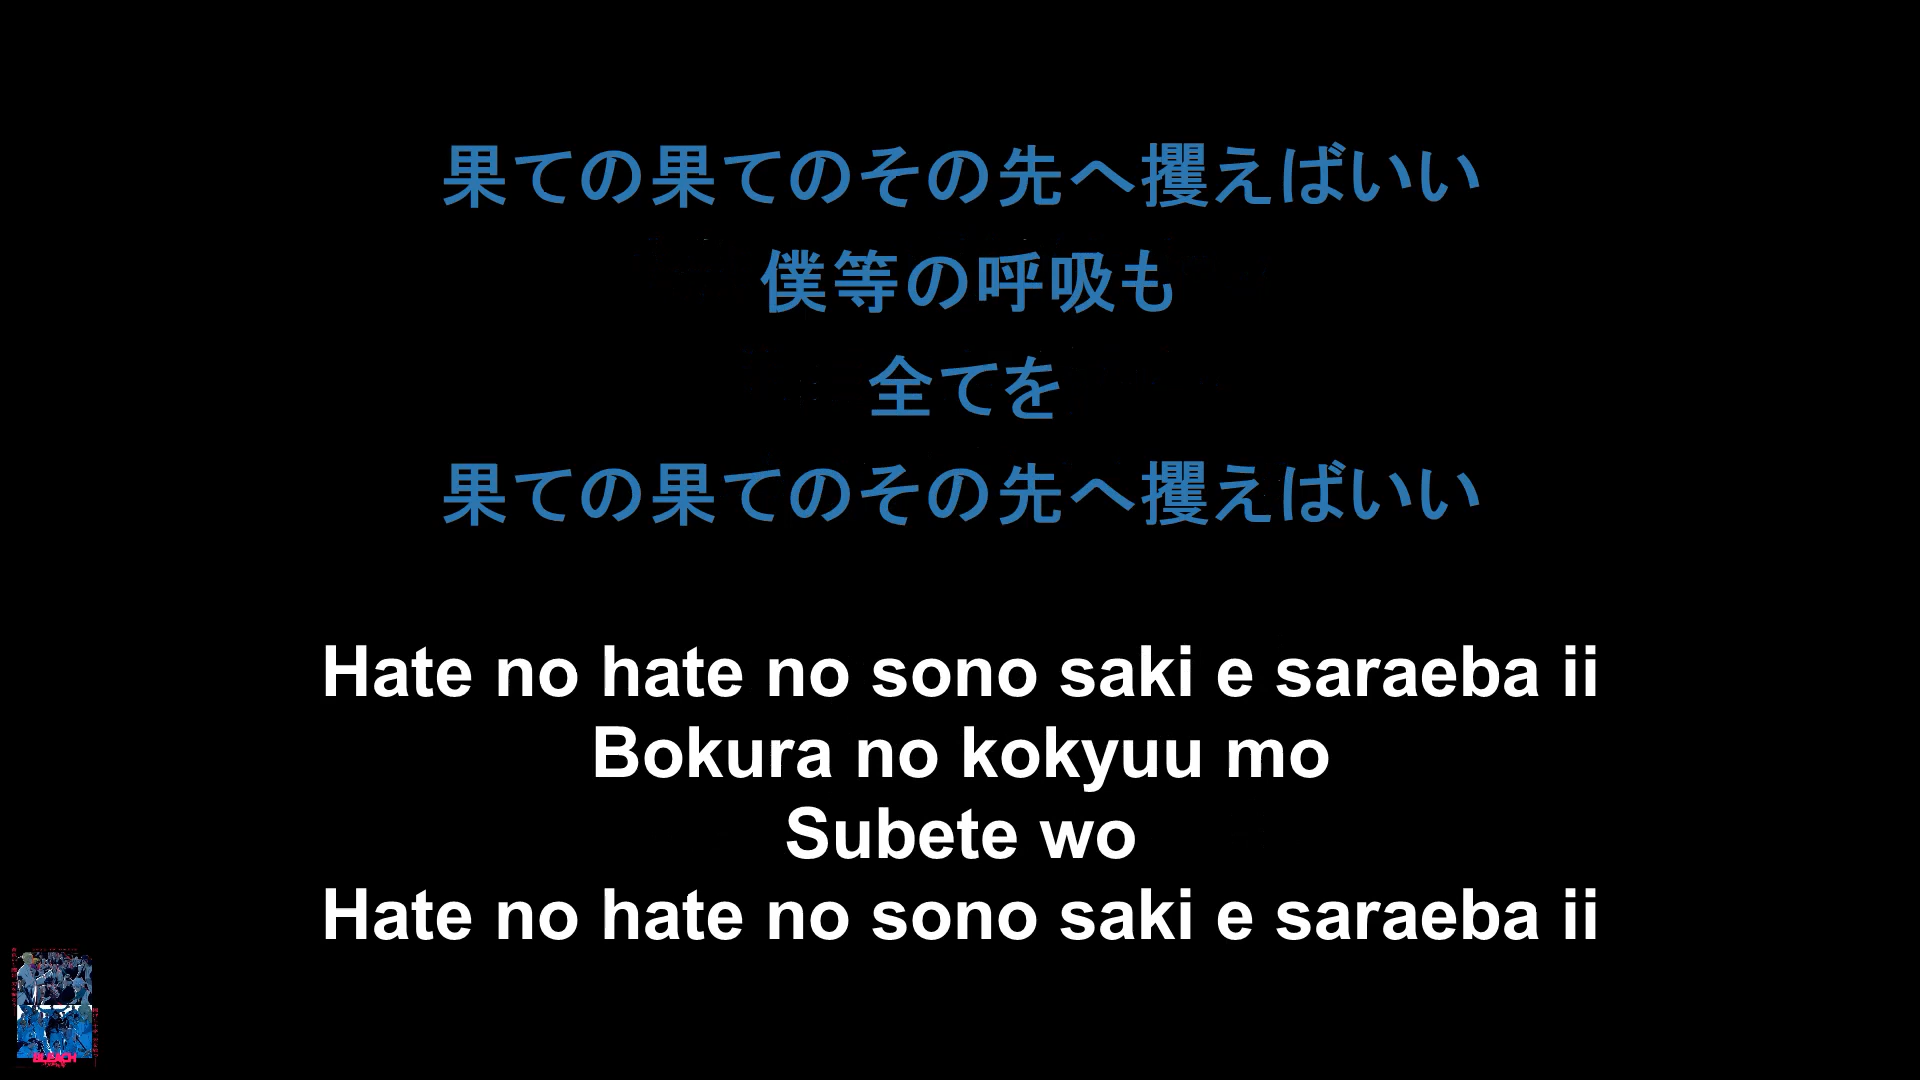 果ての果てのその先へ攫えばいい
僕等の呼吸も
全てを
果ての果てのその先へ攫えばいい
Hate no hate no sono saki e saraeba ii
Bokura no kokyuu mo
Subete wo
Hate no hate no sono saki e saraeba ii
BLEACH